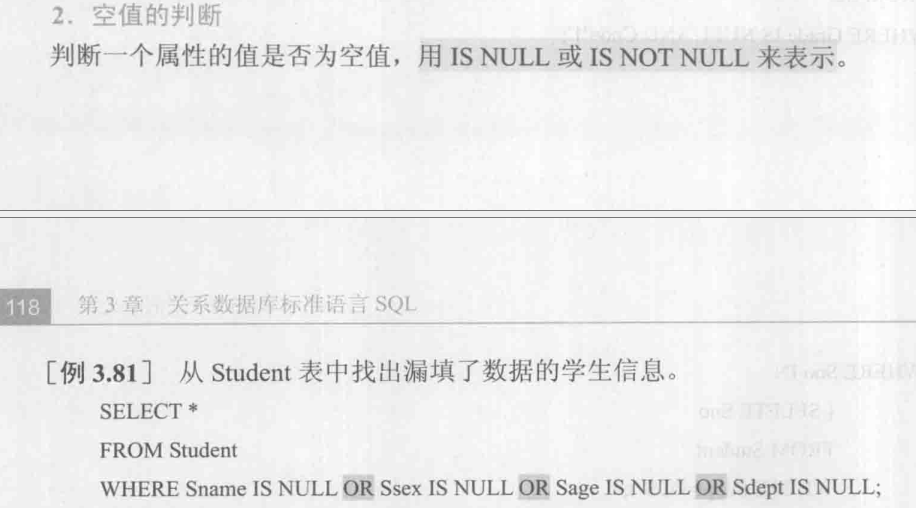 2. 空值的判断
判断一个属性的值是否为空值，用 IS NULL 或 IS NOT NULL 来表示。
118 第 3 章 关系数据库标准语言 SQL
［例 3.81］ 从 Student 表中找出漏填了数据的学生信息。
SELECT *
FROM Student
WHERE Sname IS NULL OR Ssex IS NULL OR Sage IS NULL OR Sdept IS NULL;